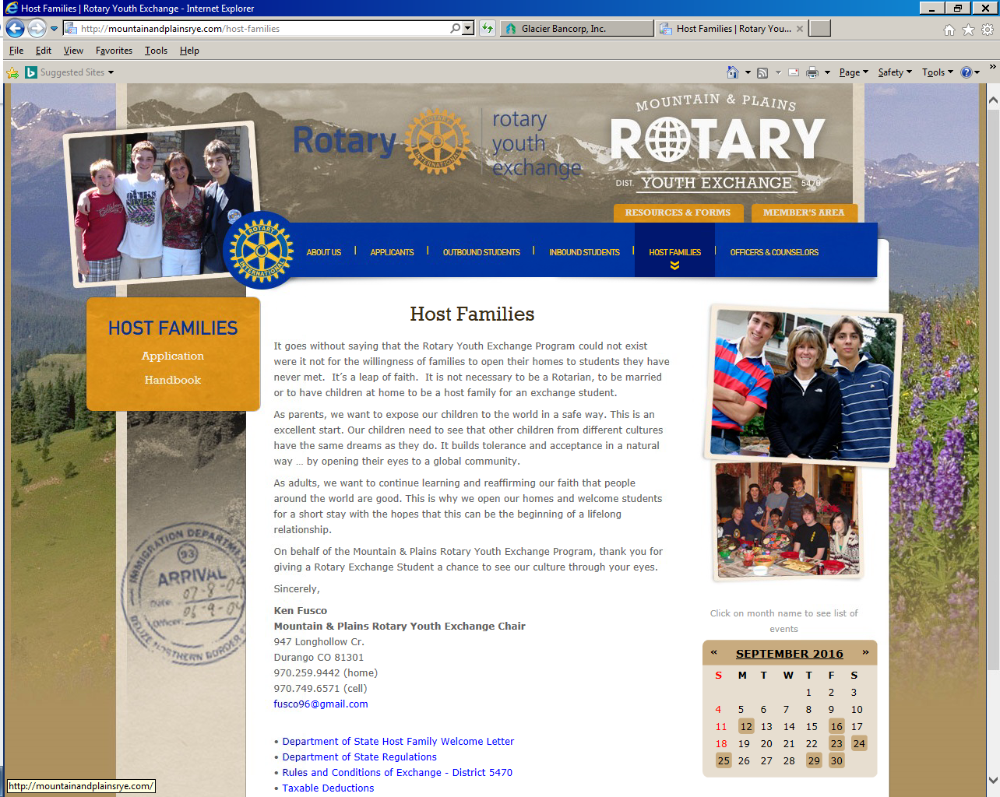 Host Families | Rotary Youth Exchange - Internet Explorer
http://mountainandplainsrye.com/host-families
Glacier Bancorp, Inc.
Host Families | Rotary You...
File Edit View Favorites Tools Help
Suggested Sites
Page Safety Tools
Rotary
ROTARY
INTERNATIONAL
rotary
youth
exchange
MOUNTAIN & PLAINS
ROTARY
DIST. YOUTH EXCHANGE 5470
RESOURCES & FORMS
MEMBER'S AREA
ROTARY
INTERNATIONAL
ABOUT US | APPLICANTS | OUTBOUND STUDENTS | INBOUND STUDENTS | HOST FAMILIES | OFFICERS & COUNSELORS
HOST FAMILIES
Application
Handbook
Host Families
It goes without saying that the Rotary Youth Exchange Program could not exist
were it not for the willingness of families to open their homes to students they have
never met.  It's a leap of faith.  It is not necessary to be a Rotarian, to be married
or to have children at home to be a host family for an exchange student.
As parents, we want to expose our children to the world in a safe way. This is an
excellent start. Our children need to see that other children from different cultures
have the same dreams as they do. It builds tolerance and acceptance in a natural
way … by opening their eyes to a global community.
As adults, we want to continue learning and reaffirming our faith that people
around the world are good. This is why we open our homes and welcome students
for a short stay with the hopes that this can be the beginning of a lifelong
relationship.
On behalf of the Mountain & Plains Rotary Youth Exchange Program, thank you for
giving a Rotary Exchange Student a chance to see our culture through your eyes.
Sincerely,
Ken Fusco
Mountain & Plains Rotary Youth Exchange Chair
947 Longhollow Cr.
Durango CO 81301
970.259.9442 (home)
970.749.6571 (cell)
fusco96@gmail.com
• Department of State Host Family Welcome Letter
• Department of State Regulations
• Rules and Conditions of Exchange - District 5470
• Taxable Deductions
IMMIGRATION DEPARTMENT
93
ARRIVAL
Date: 07-8-04
06-9-04
Officer:
BELIZE NORTHERN BORDER
Click on month name to see list of
events
« SEPTEMBER 2016 »
S M T W T F S
1 2 3
4 5 6 7 8 9 10
11 12 13 14 15 16 17
18 19 20 21 22 23 24
25 26 27 28 29 30
http://mountainandplainsrye.com/